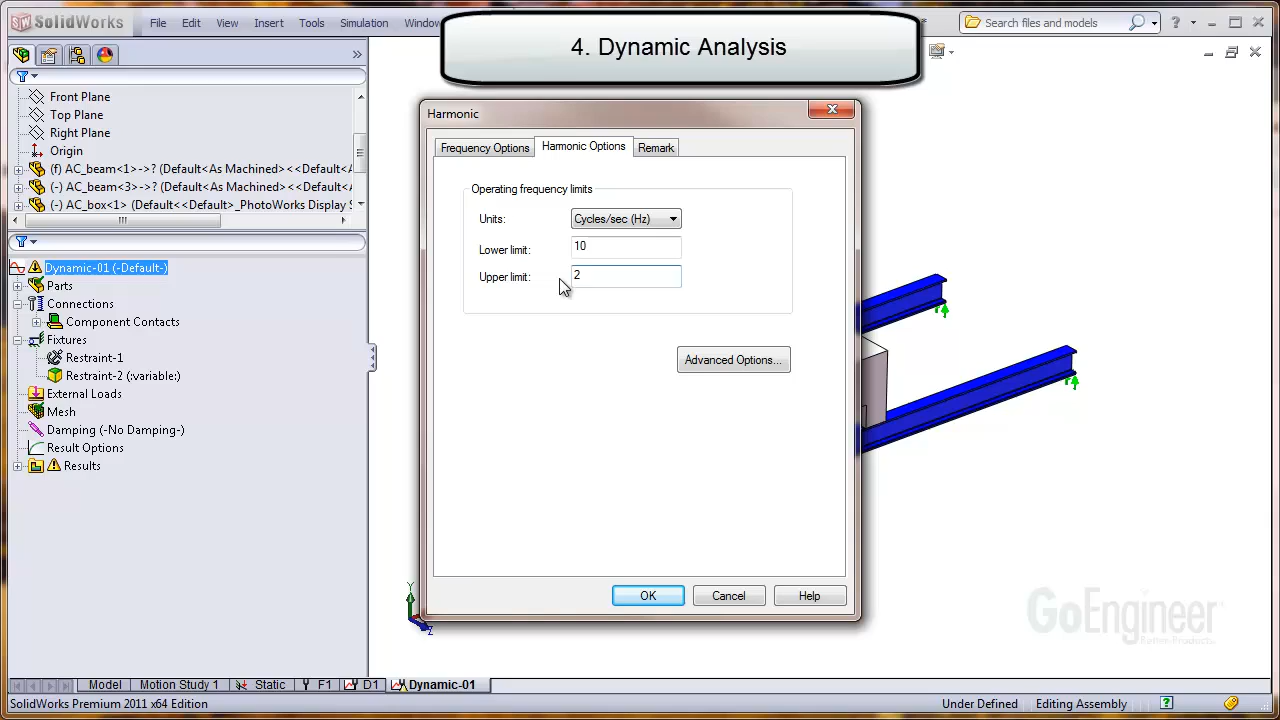 SolidWorks
File
Edit
View
Insert
Tools
Simulation
Window
Search files and models
4. Dynamic Analysis
Front Plane
Top Plane
Right Plane
Origin
(f) AC_beam<1>->? (Default<As Machined><<Default>
(-) AC_beam<3>->? (Default<As Machined><<Default>
(-) AC_box<1> (Default<<Default>_PhotoWorks Display S
Dynamic-01 (-Default-)
Parts
Connections
Component Contacts
Fixtures
Restraint-1
Restraint-2 (:variable:)
External Loads
Mesh
Damping (-No Damping-)
Result Options
Results
Harmonic
Frequency Options
Harmonic Options
Remark
Operating frequency limits
Units:
Cycles/sec (Hz)
Lower limit:
10
Upper limit:
2
Advanced Options...
OK
Cancel
Help
Y
Z
GoEngineer
Model
Motion Study 1
Static
F1
D1
Dynamic-01
SolidWorks Premium 2011 x64 Edition
Under Defined
Editing Assembly